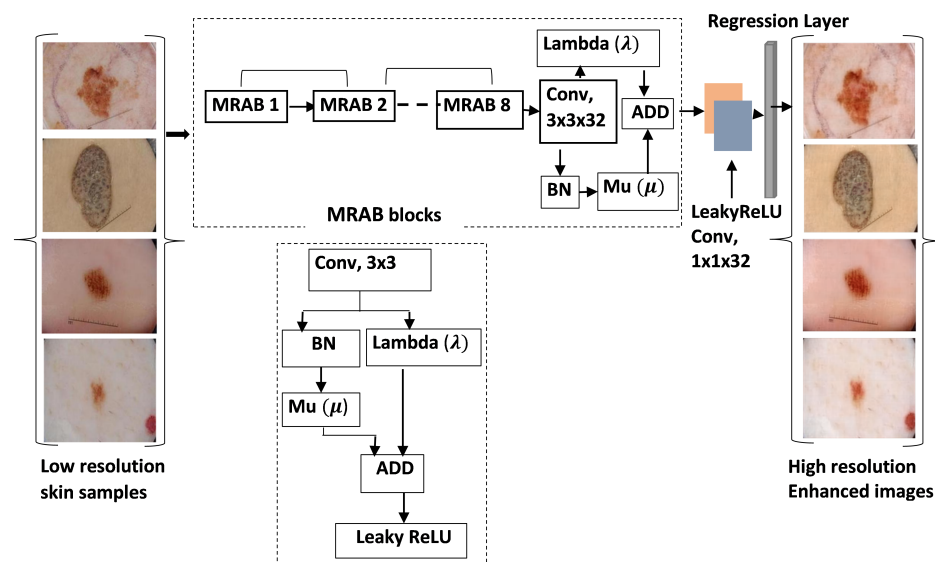 Regression Layer
Lambda (λ)
MRAB 1
MRAB 2
MRAB 8
Conv,
3x3x32
ADD
BN
Mu (μ)
MRAB blocks
LeakyReLU
Conv,
1x1x32
Conv, 3x3
BN
Lambda (λ)
Mu (μ)
ADD
Leaky ReLU
Low resolution
skin samples
High resolution
Enhanced images